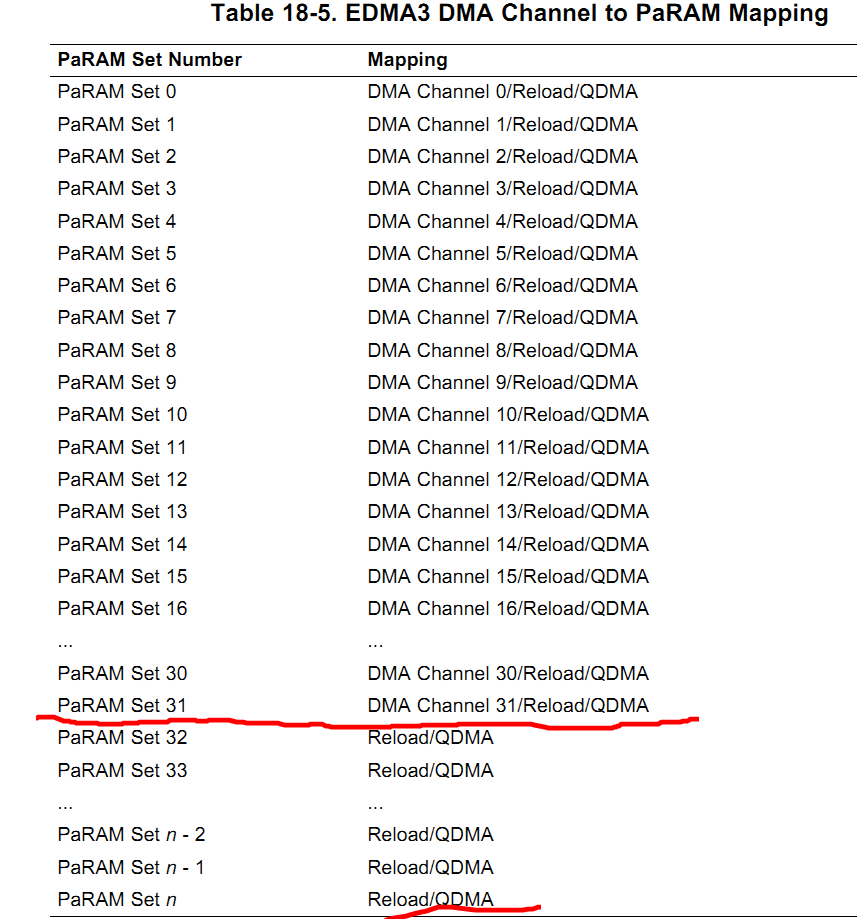 Table 18-5. EDMA3 DMA Channel to PaRAM Mapping
PaRAM Set Number Mapping
PaRAM Set 0 DMA Channel 0/Reload/QDMA
PaRAM Set 1 DMA Channel 1/Reload/QDMA
PaRAM Set 2 DMA Channel 2/Reload/QDMA
PaRAM Set 3 DMA Channel 3/Reload/QDMA
PaRAM Set 4 DMA Channel 4/Reload/QDMA
PaRAM Set 5 DMA Channel 5/Reload/QDMA
PaRAM Set 6 DMA Channel 6/Reload/QDMA
PaRAM Set 7 DMA Channel 7/Reload/QDMA
PaRAM Set 8 DMA Channel 8/Reload/QDMA
PaRAM Set 9 DMA Channel 9/Reload/QDMA
PaRAM Set 10 DMA Channel 10/Reload/QDMA
PaRAM Set 11 DMA Channel 11/Reload/QDMA
PaRAM Set 12 DMA Channel 12/Reload/QDMA
PaRAM Set 13 DMA Channel 13/Reload/QDMA
PaRAM Set 14 DMA Channel 14/Reload/QDMA
PaRAM Set 15 DMA Channel 15/Reload/QDMA
PaRAM Set 16 DMA Channel 16/Reload/QDMA
... ...
PaRAM Set 30 DMA Channel 30/Reload/QDMA
PaRAM Set 31 DMA Channel 31/Reload/QDMA
PaRAM Set 32 Reload/QDMA
PaRAM Set 33 Reload/QDMA
... ...
PaRAM Set n - 2 Reload/QDMA
PaRAM Set n - 1 Reload/QDMA
PaRAM Set n Reload/QDMA